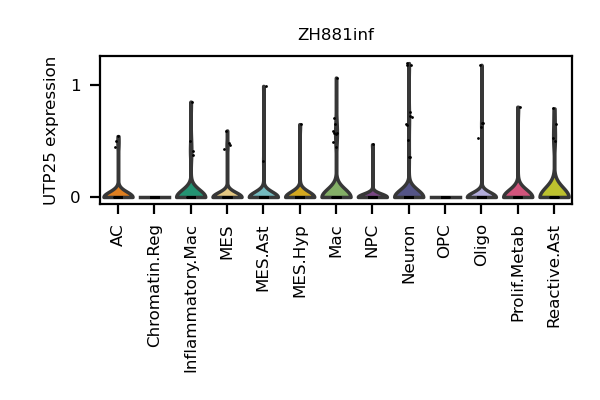 ZH881inf
UTP25 expression
1
0
AC
Chromatin.Reg
Inflammatory.Mac
MES
MES.Ast
MES.Hyp
Mac
NPC
Neuron
OPC
Oligo
Prolif.Metab
Reactive.Ast